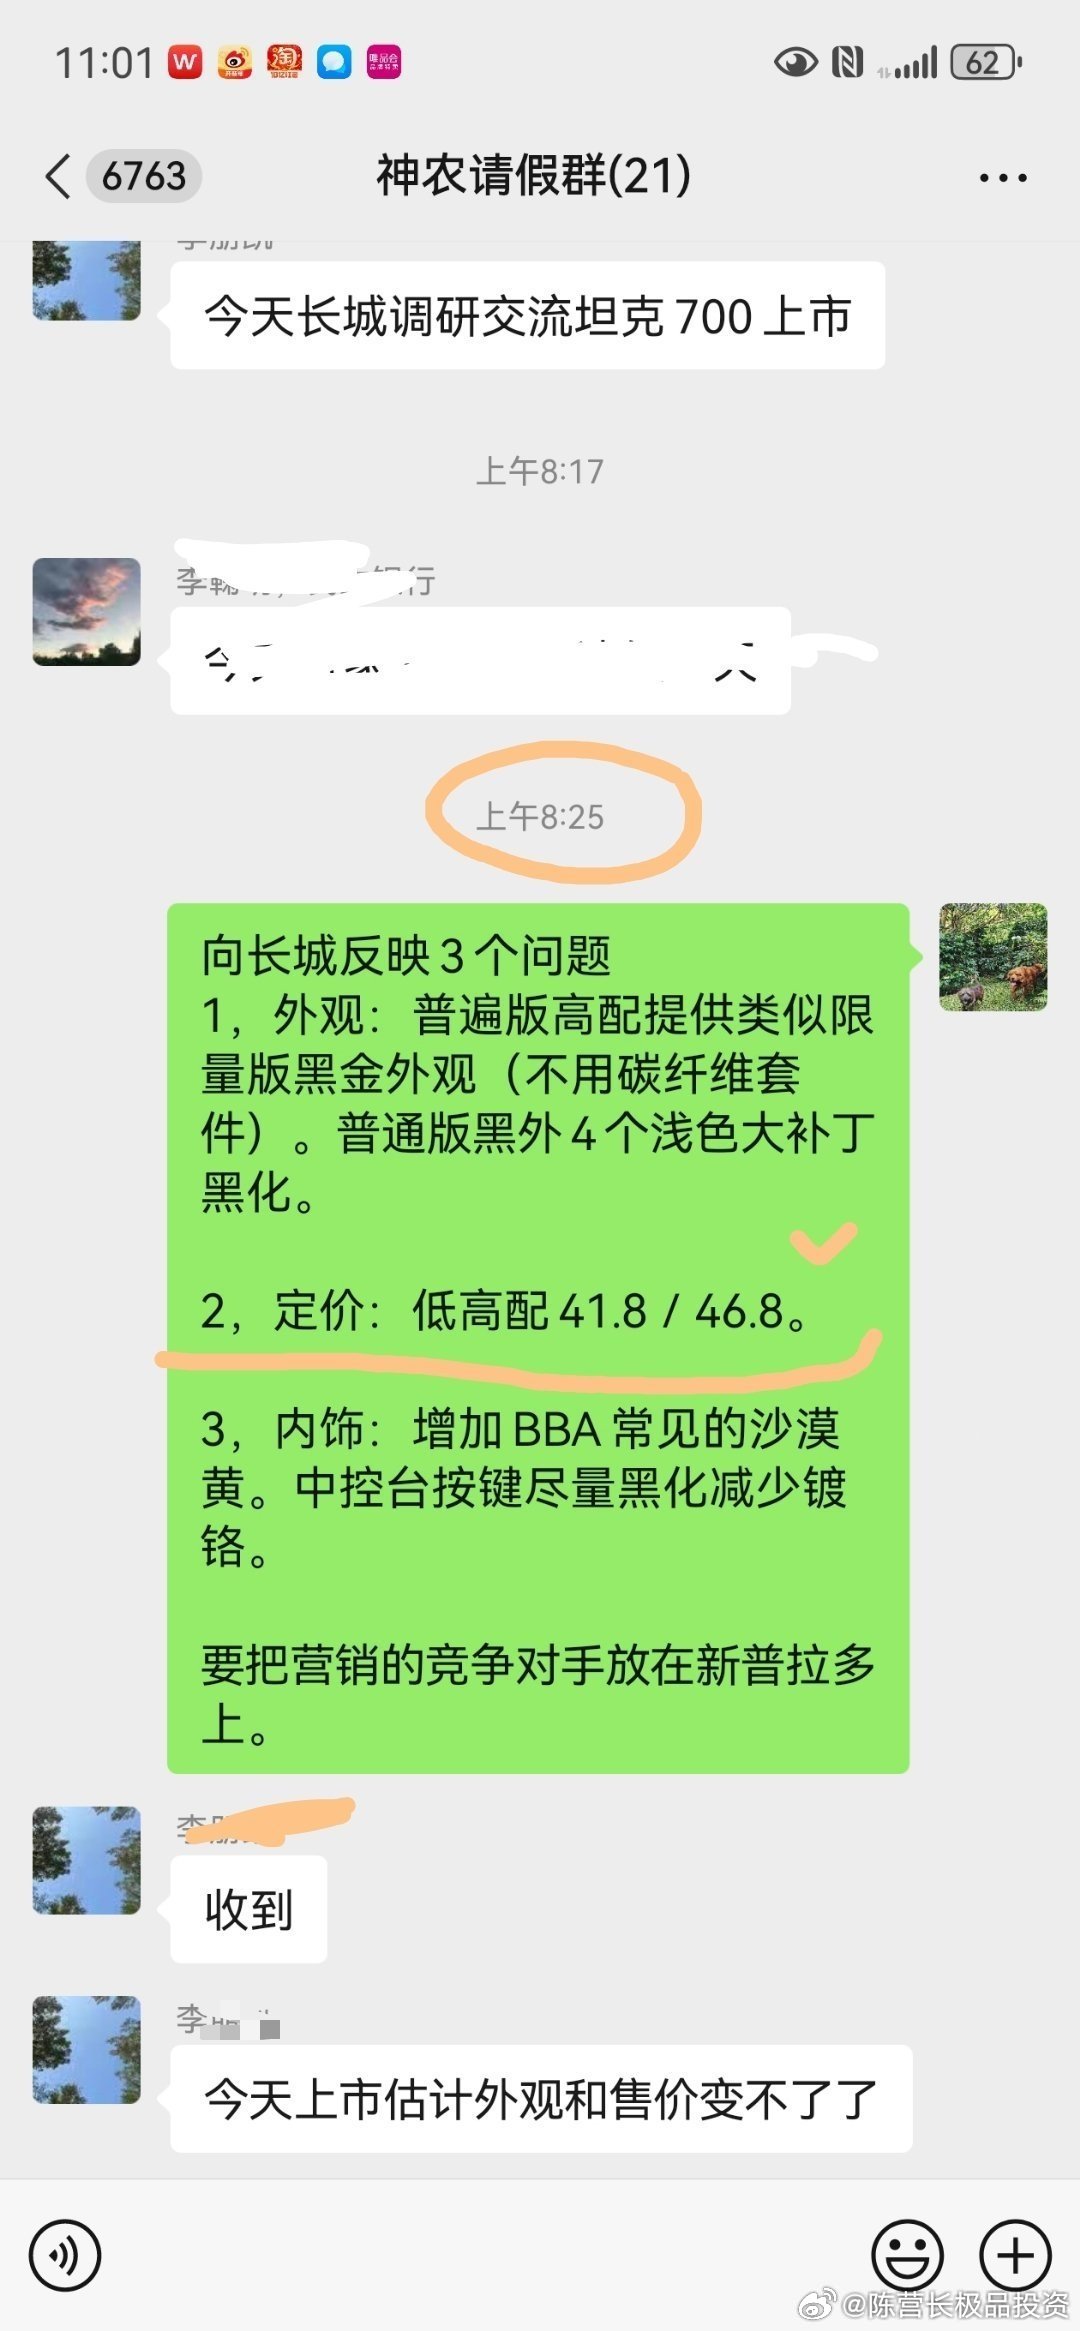 11:01
62
6763
神农请假群(21)
今天长城调研交流坦克700上市
上午8:17
李
行
上午8:25
向长城反映3个问题
1，外观：普遍版高配提供类似限
量版黑金外观（不用碳纤维套
件）。普通版黑外4个浅色大补丁
黑化。
2，定价：低高配41.8 / 46.8。
3，内饰：增加BBA常见的沙漠
黄。中控台按键尽量黑化减少镀
铬。
要把营销的竞争对手放在新普拉多
上。
李
收到
李
今天上市估计外观和售价变不了了
@陈营长极品投资